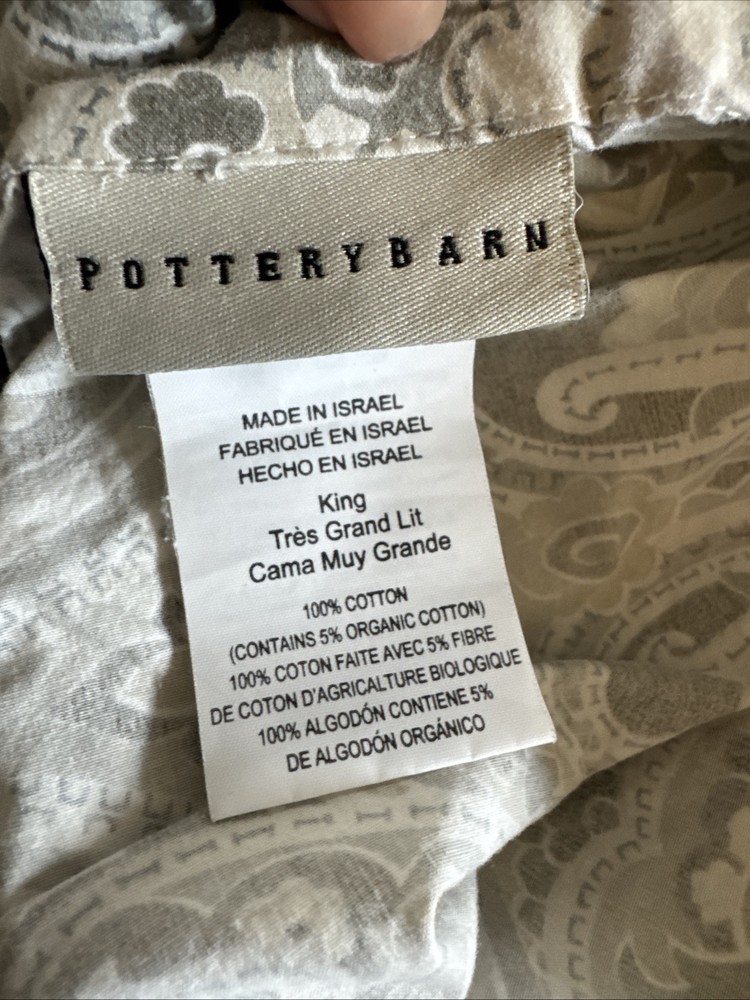 POTTERYBARN
MADE IN ISRAEL
FABRIQUÉ EN ISRAEL
HECHO EN ISRAEL
King
Très Grand Lit
Cama Muy Grande
100% COTTON
(CONTAINS 5% ORGANIC COTTON)
100% COTON FAITE AVEC 5% FIBRE
DE COTON D'AGRICALTURE BIOLOGIQUE
100% ALGODÓN CONTIENE 5%
DE ALGODÓN ORGÁNICO